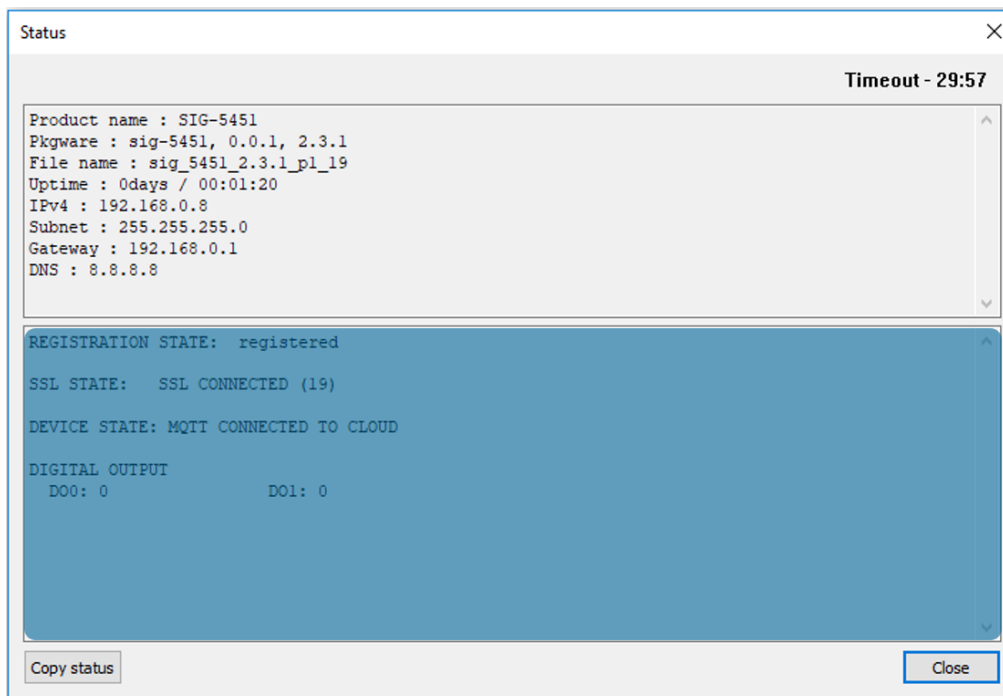 Status
Timeout - 29:57
Product name : SIG-5451
Pkgware : sig-5451, 0.0.1, 2.3.1
File name : sig_5451_2.3.1_p1_19
Uptime : 0days / 00:01:20
IPv4 : 192.168.0.8
Subnet : 255.255.255.0
Gateway : 192.168.0.1
DNS : 8.8.8.8
REGISTRATION STATE: registered
SSL STATE: SSL CONNECTED (19)
DEVICE STATE: MQTT CONNECTED TO CLOUD
DIGITAL OUTPUT
DO0: 0 DO1: 0
Copy status Close